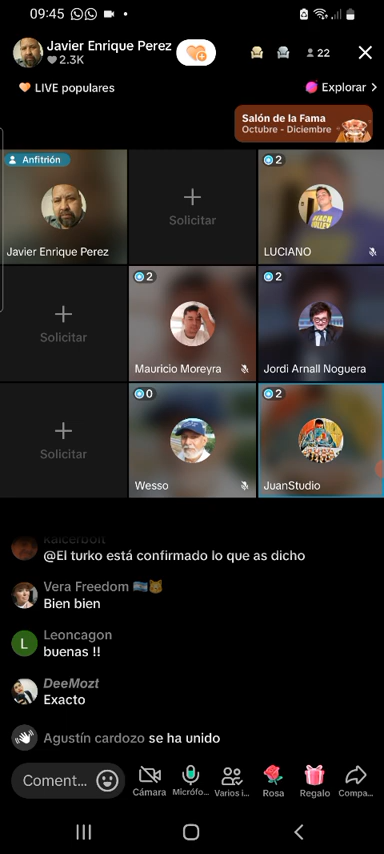 09:45
Javier Enrique Perez
2.3K
22
LIVE populares
Explorar
Salón de la Fama
Octubre - Diciembre
Anfitrión
Javier Enrique Perez
Solicitar
2
LUCIANO
Solicitar
2
Mauricio Moreyra
2
Jordi Arnall Noguera
Solicitar
0
Wesso
2
JuanStudio
kaicerbolt
@El turko está confirmado lo que as dicho
Vera Freedom
Bien bien
L
Leoncagon
buenas !!
DeeMozt
Exacto
Agustín cardozo se ha unido
Coment...
Cámara
Micrófo...
Varios i...
Rosa
Regalo
Compa...